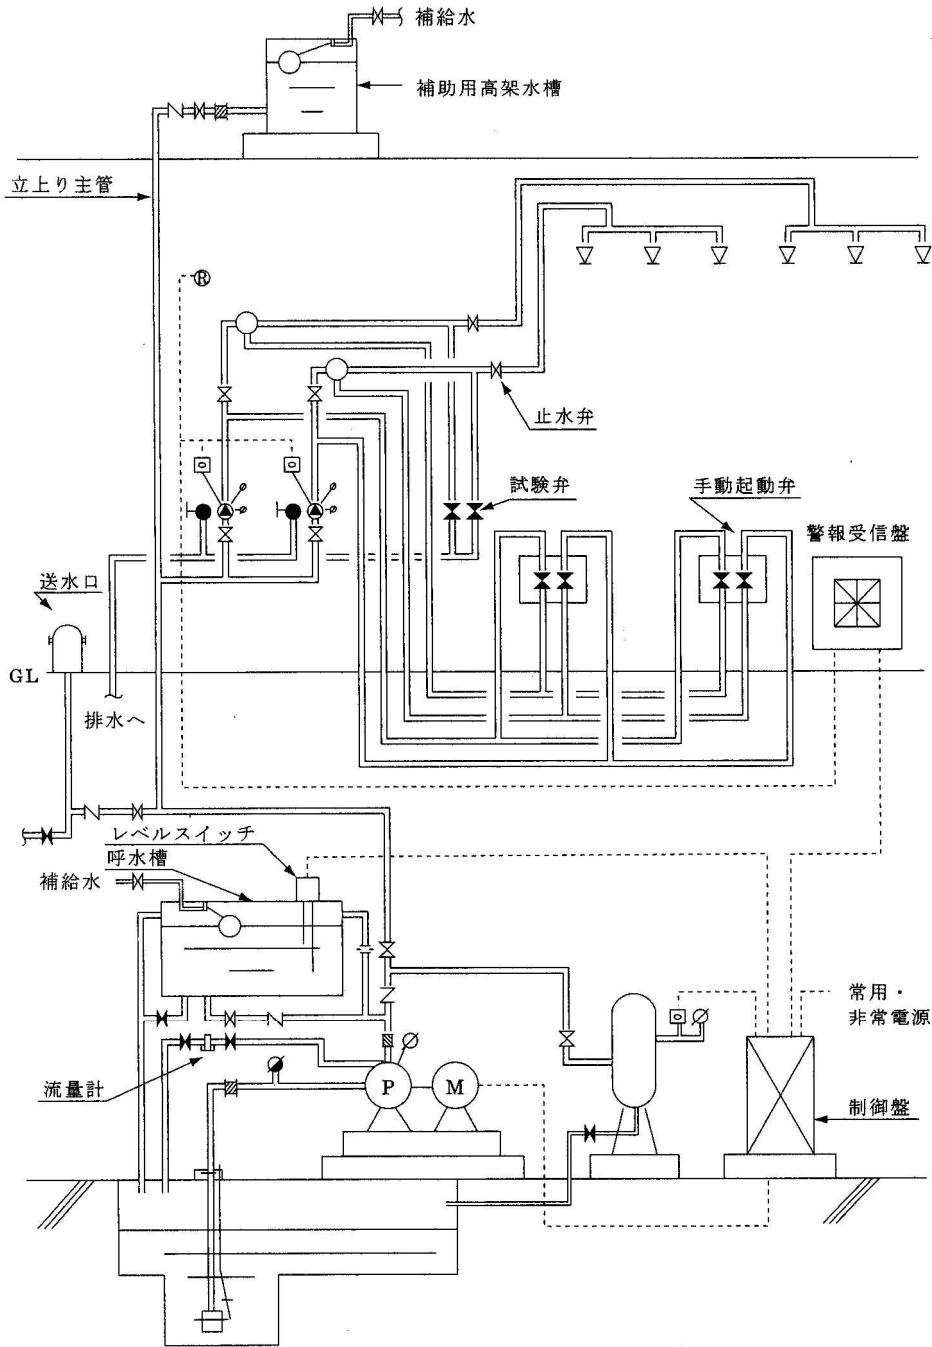 補給水
補助用高架水槽
立上り主管
R
止水弁
試験弁
手動起動弁
警報受信盤
送水口
GL
排水へ
レベルスイッチ
呼水槽
補給水
常用・
非常電源
流量計
P
M
制御盤